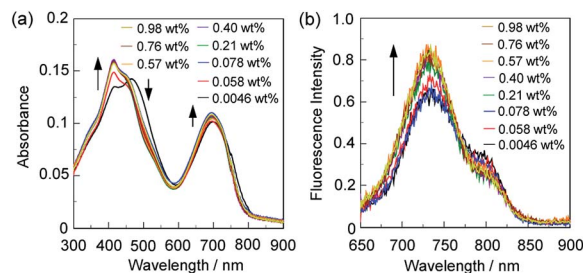 (a)
0.98 wt%
0.40 wt%
0.76 wt%
0.21 wt%
0.57 wt%
0.078 wt%
0.058 wt%
0.0046 wt%
0.2
0.15
0.1
0.05
0
Absorbance
300 400 500 600 700 800 900
Wavelength / nm
(b)
0.98 wt%
0.76 wt%
0.57 wt%
0.40 wt%
0.21 wt%
0.078 wt%
0.058 wt%
0.0046 wt%
1.0
0.8
0.6
0.4
0.2
0
Fluorescence Intensity
650 700 750 800 850 900
Wavelength / nm